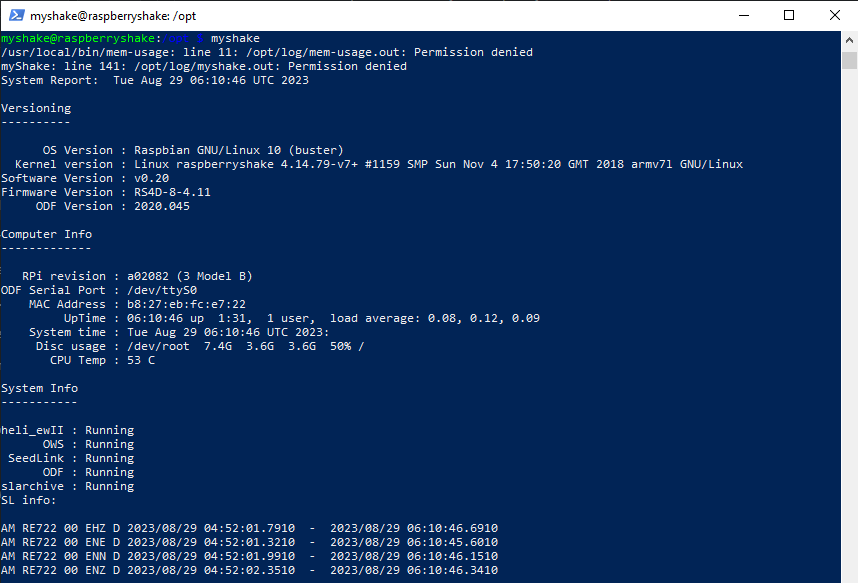 myshake@raspberryshake: /opt
myshake@raspberryshake:/opt $ myshake
/usr/local/bin/mem-usage: line 11: /opt/log/mem-usage.out: Permission denied
myShake: line 141: /opt/log/myshake.out: Permission denied
System Report:  Tue Aug 29 06:10:46 UTC 2023
Versioning
----------
OS Version : Raspbian GNU/Linux 10 (buster)
Kernel version : Linux raspberryshake 4.14.79-v7+ #1159 SMP Sun Nov 4 17:50:20 GMT 2018 armv7l GNU/Linux
Software Version : v0.20
Firmware Version : RS4D-8-4.11
ODF Version : 2020.045
Computer Info
-------------
RPi revision : a02082 (3 Model B)
ODF Serial Port : /dev/ttyS0
MAC Address : b8:27:eb:fc:e7:22
UpTime : 06:10:46 up  1:31,  1 user,  load average: 0.08, 0.12, 0.09
System time : Tue Aug 29 06:10:46 UTC 2023:
Disc usage : /dev/root  7.4G  3.6G  3.6G  50% /
CPU Temp : 53 C
System Info
-----------
heli_ewII : Running
OWS : Running
SeedLink : Running
ODF : Running
slarchive : Running
SL info:
AM RE722 00 EHZ D 2023/08/29 04:52:01.7910  -  2023/08/29 06:10:46.6910
AM RE722 00 ENE D 2023/08/29 04:52:01.3210  -  2023/08/29 06:10:45.6010
AM RE722 00 ENN D 2023/08/29 04:52:01.9910  -  2023/08/29 06:10:46.1510
AM RE722 00 ENZ D 2023/08/29 04:52:02.3510  -  2023/08/29 06:10:46.3410